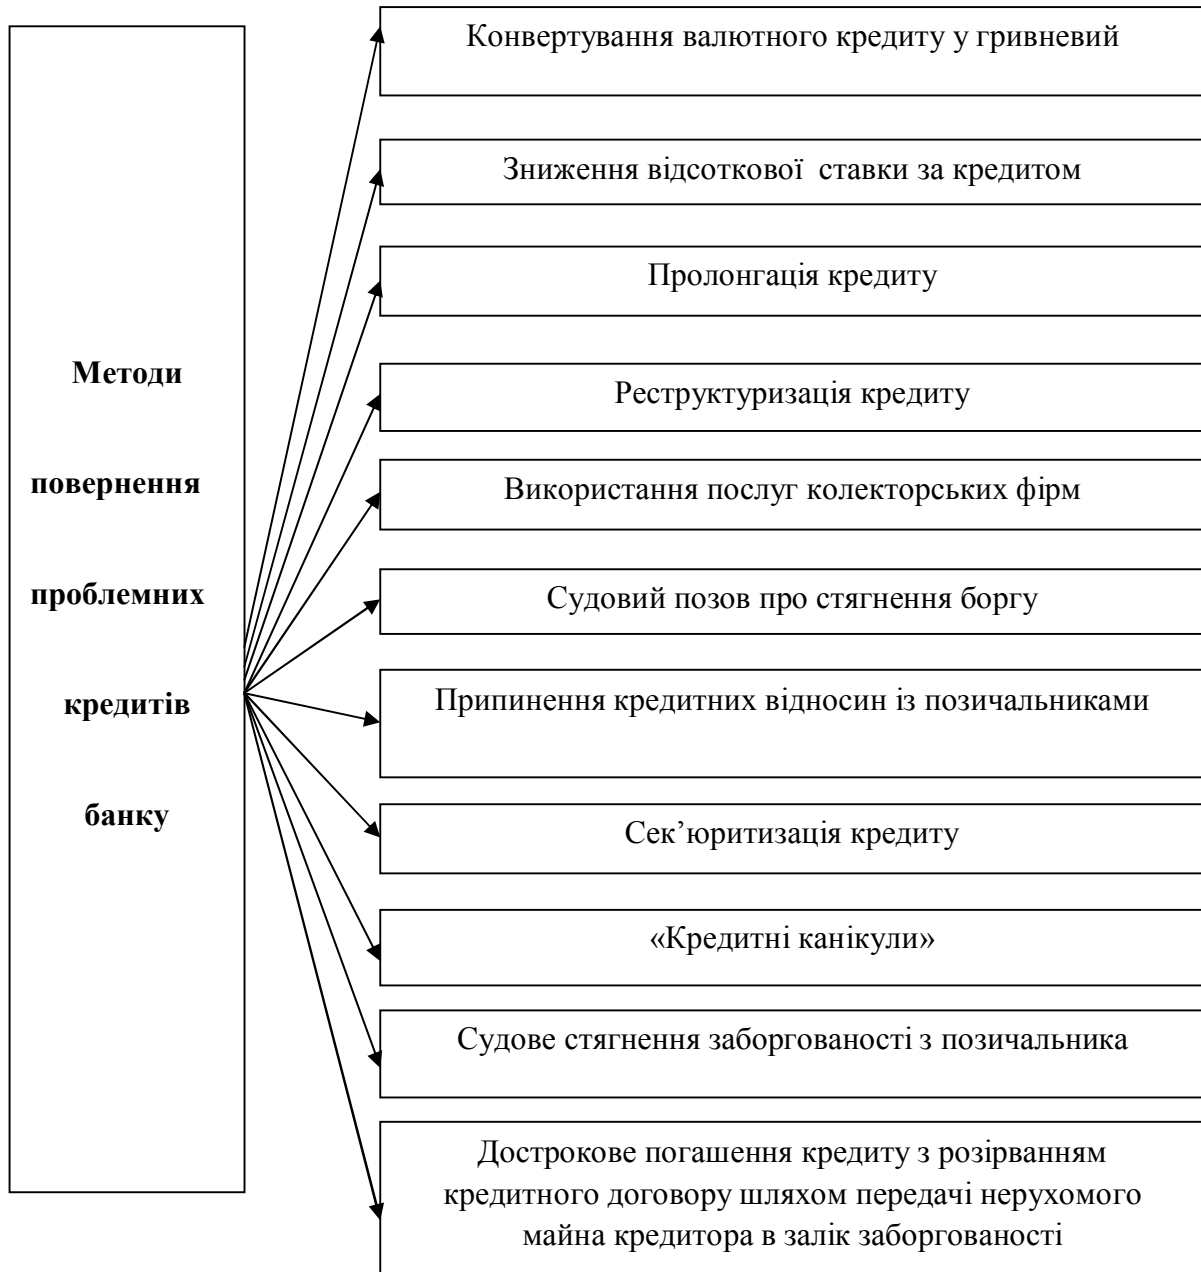 Методи
повернення
проблемних
кредитів
банку
Конвертування валютного кредиту у гривневий
Зниження відсоткової ставки за кредитом
Пролонгація кредиту
Реструктуризація кредиту
Використання послуг колекторських фірм
Судовий позов про стягнення боргу
Припинення кредитних відносин із позичальниками
Сек’юритизація кредиту
«Кредитні канікули»
Судове стягнення заборгованості з позичальника
Дострокове погашення кредиту з розірванням
кредитного договору шляхом передачі нерухомого
майна кредитора в залік заборгованості